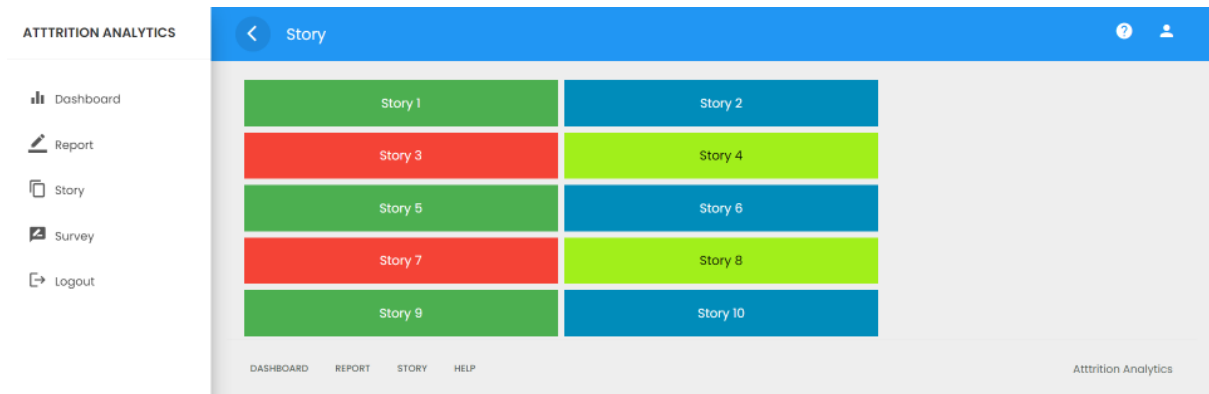 ATTTRITION ANALYTICS
Dashboard
Report
Story
Survey
Logout
Story
Story 1
Story 2
Story 3
Story 4
Story 5
Story 6
Story 7
Story 8
Story 9
Story 10
DASHBOARD REPORT STORY HELP
Atttrition Analytics